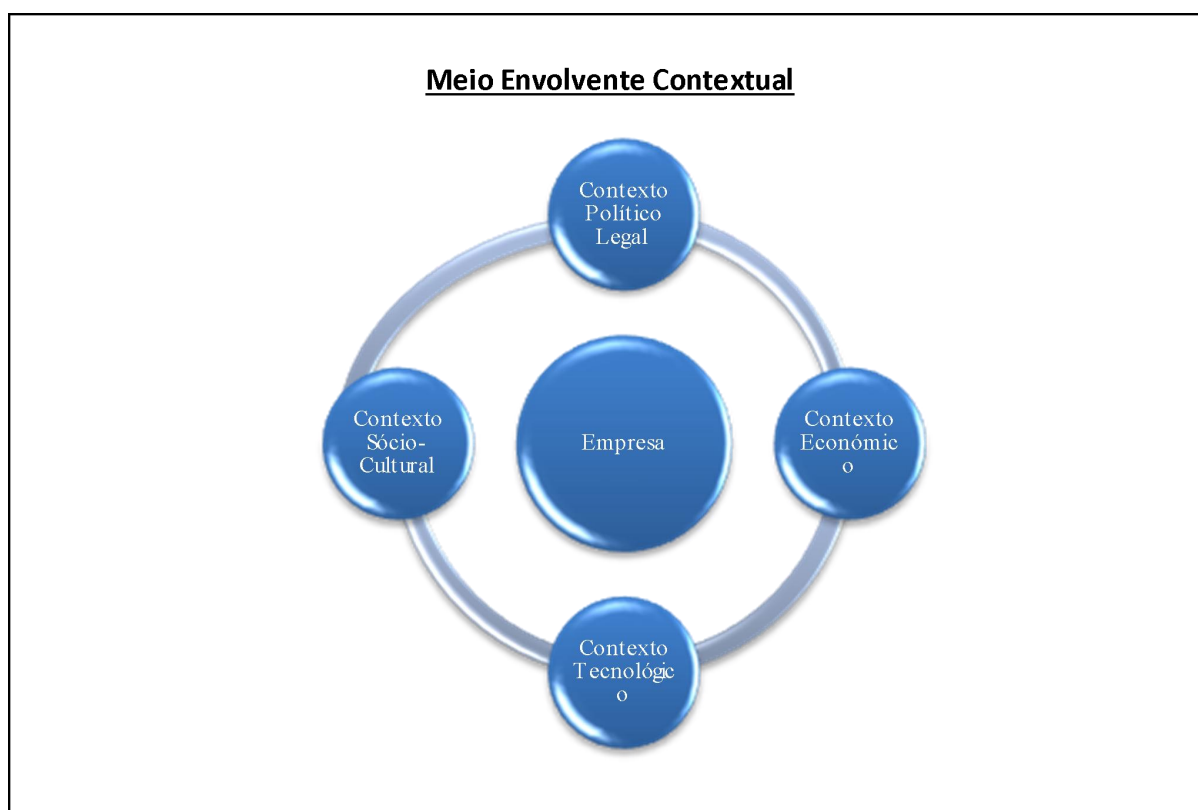 Meio Envolvente Contextual
Contexto
Político
Legal
Contexto
Sócio-
Cultural
Empresa
Contexto
Económic
o
Contexto
Tecnológic
o